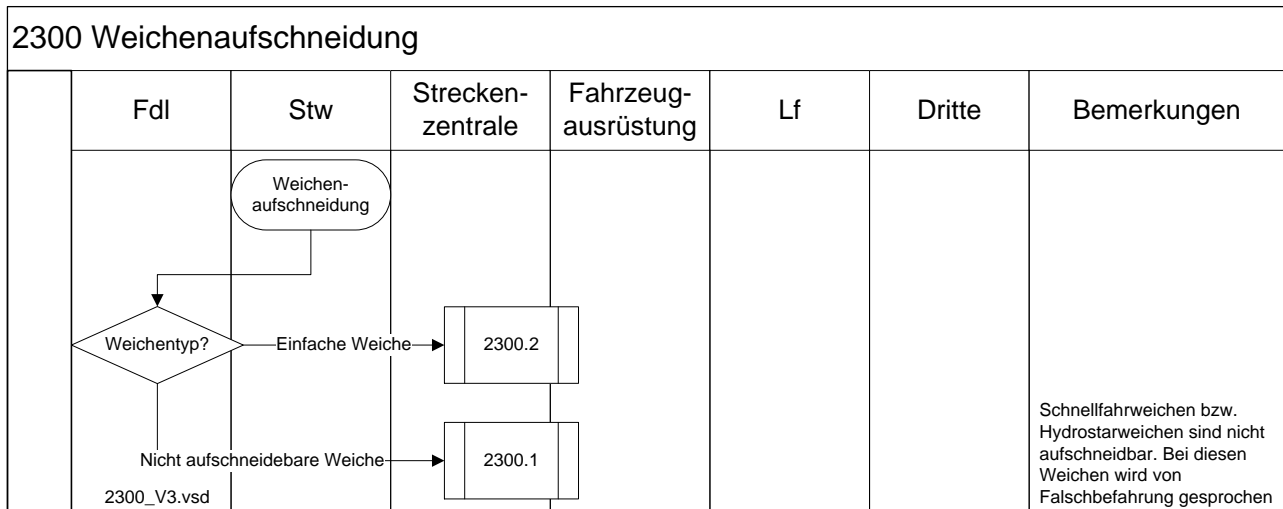 2300 Weichenaufschneidung
Fdl
Stw
Strecken-
zentrale
Fahrzeug-
ausrüstung
Lf
Dritte
Bemerkungen
Weichen-
aufschneidung
Weichentyp?
Einfache Weiche
2300.2
Nicht aufschneidebare Weiche
2300.1
Schnellfahrweichen bzw.
Hydrostarweichen sind nicht
aufschneidbar. Bei diesen
Weichen wird von
Falschbefahrung gesprochen
2300_V3.vsd